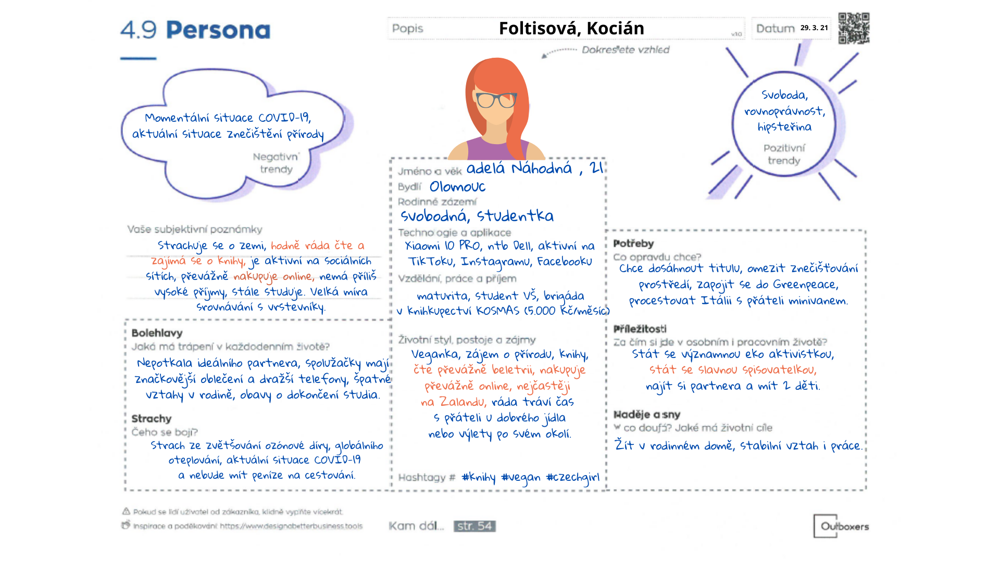 4.9 Persona
Popis Foltisová, Kocián v1.0
Datum 29. 3. 21
Dokreslete vzhled
Momentální situace COVID-19,
aktuální situace znečištění přírody
Negativní
trendy
Svoboda,
rovnoprávnost,
hipsteřina
Pozitivní
trendy
Jméno a věk adelá Náhodná , 21
Bydlí Olomouc
Rodinné zázemí
svobodná, studentka
Technologie a aplikace
Xiaomi 10 PRO, ntb Dell, aktivní na
TikToku, Instagramu, Facebooku
Vzdělání, práce a příjem
maturita, student VŠ, brigáda
v knihkupectví KOSMAS (5.000 Kč/měsíc)
Životní styl, postoje a zájmy
Veganka, zájem o přírodu, knihy,
čte převážně beletrii, nakupuje
převážně online, nejčastěji
na Zalandu, ráda tráví čas
s přáteli u dobrého jídla
nebo výlety po svém okolí.
Hashtagy # #knihy #vegan #czechgirl
Vaše subjektivní poznámky
Strachuje se o zemi, hodně ráda čte a
zajímá se o knihy, je aktivní na sociálních
sítích, převážně nakupuje online, nemá příliš
vysoké příjmy, stále studuje. Velká míra
srovnávání s vrstevníky.
Bolehlavy
Jaká má trápení v každodenním životě?
Nepotkala ideálního partnera, spolužačky mají
značkovější oblečení a dražší telefony, špatné
vztahy v rodině, obavy o dokončení studia.
Strachy
Čeho se bojí?
Strach ze zvětšování ozónové díry, globálního
oteplování, aktuální situace COVID-19
a nebude mít peníze na cestování.
Potřeby
Co opravdu chce?
Chce dosáhnout titulu, omezit znečišťování
prostředí, zapojit se do Greenpeace,
procestovat Itálii s přáteli minivanem.
Příležitosti
Za čím si jde v osobním i pracovním životě?
Stát se významnou eko aktivistkou,
stát se slavnou spisovatelkou,
najít si partnera a mít 2 děti.
Naděje a sny
V co doufá? Jaké má životní cíle
Žít v rodinném domě, stabilní vztah i práce.
Pokud se lidí uživatel od zákazníka, klidně vyplňte vícekrát.
Inspirace a poděkování: https://www.designabetterbusiness.tools
Kam dál... str. 54
Outboxers